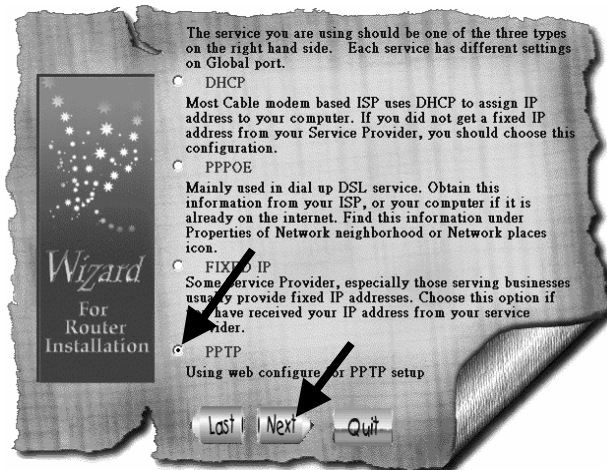 The service you are using should be one of the three types
on the right hand side. Each service has different settings
on Global port.
DHCP
Most Cable modem based ISP uses DHCP to assign IP
address to your computer. If you did not get a fixed IP
address from your Service Provider, you should choose this
configuration.
PPPOE
Mainly used in dial up DSL service. Obtain this
information from your ISP, or your computer if it is
already on the internet. Find this information under
Properties of Network neighborhood or Network places
icon.
FIXED IP
Some Service Provider, especially those serving businesses
usually provide fixed IP addresses. Choose this option if
have received your IP address from your service
PPTP
Using web configure for PPTP setup
Wizard
For
Router
Installation
Last
Next
Quit